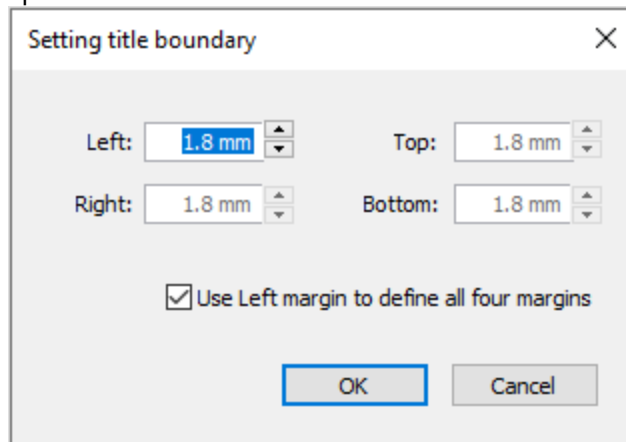 Setting title boundary
Left: 1.8 mm Top: 1.8 mm
Right: 1.8 mm Bottom: 1.8 mm
Use Left margin to define all four margins
OK Cancel